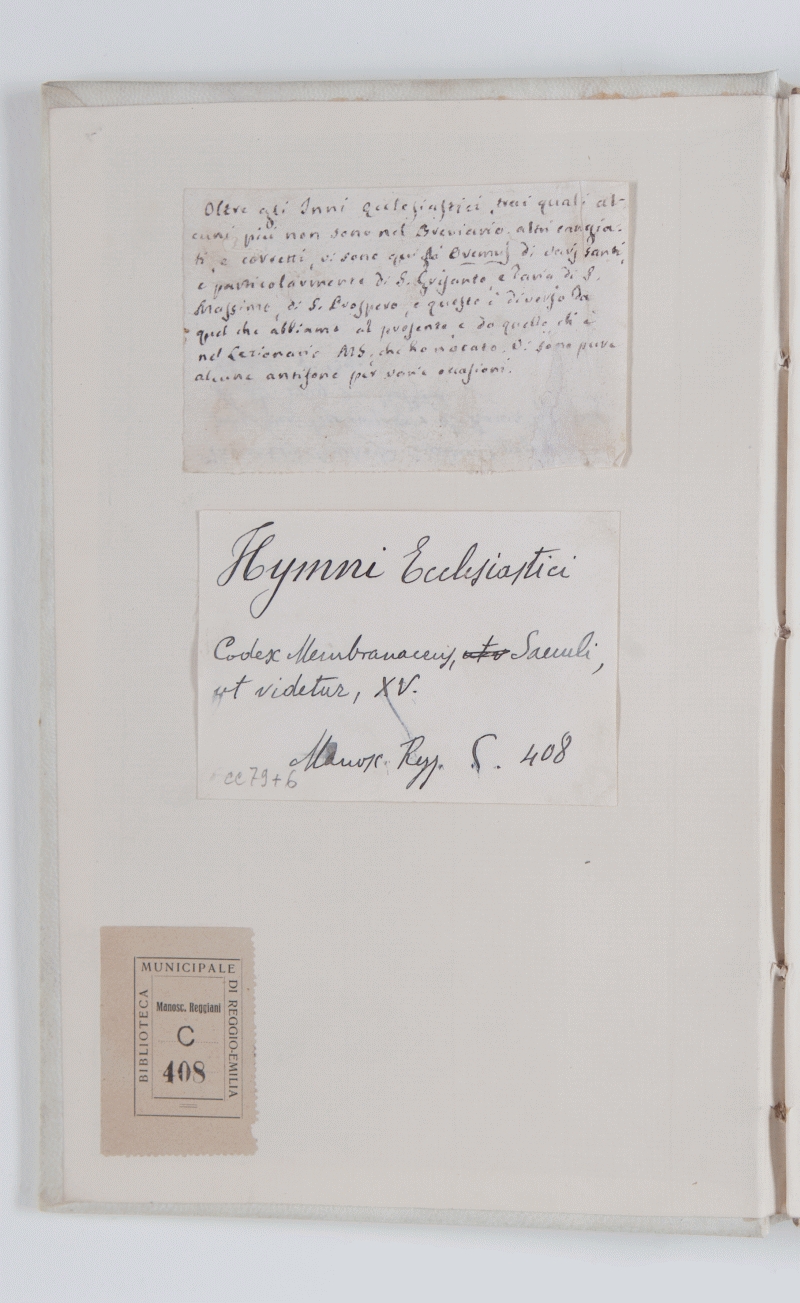 Oltre gli Inni Ecclesiastici, trai quali al-
cuni più non sono nel Breviario, altri cangia-
ti, e corretti, vi sono qui Oremus di varj Santi,
e particolarmente di S. Grisanto, e Daria di S.
Massimo, di S. Prospero, e questo è diverso da
quel che abbiamo al presente e da quello, ch'è
nel Lezionario MS, che ho notato. Vi sono pure
alcune antifone per varie occasioni.
Hymni Ecclesiastici
Codex Membranaceus, Saeculi,
ut videtur, XV.
Manosc. Regg. C. 408
cc 79+6
MUNICIPALE
BIBLIOTECA
DI REGGIO-EMILIA
Manosc. Reggiani
C
408